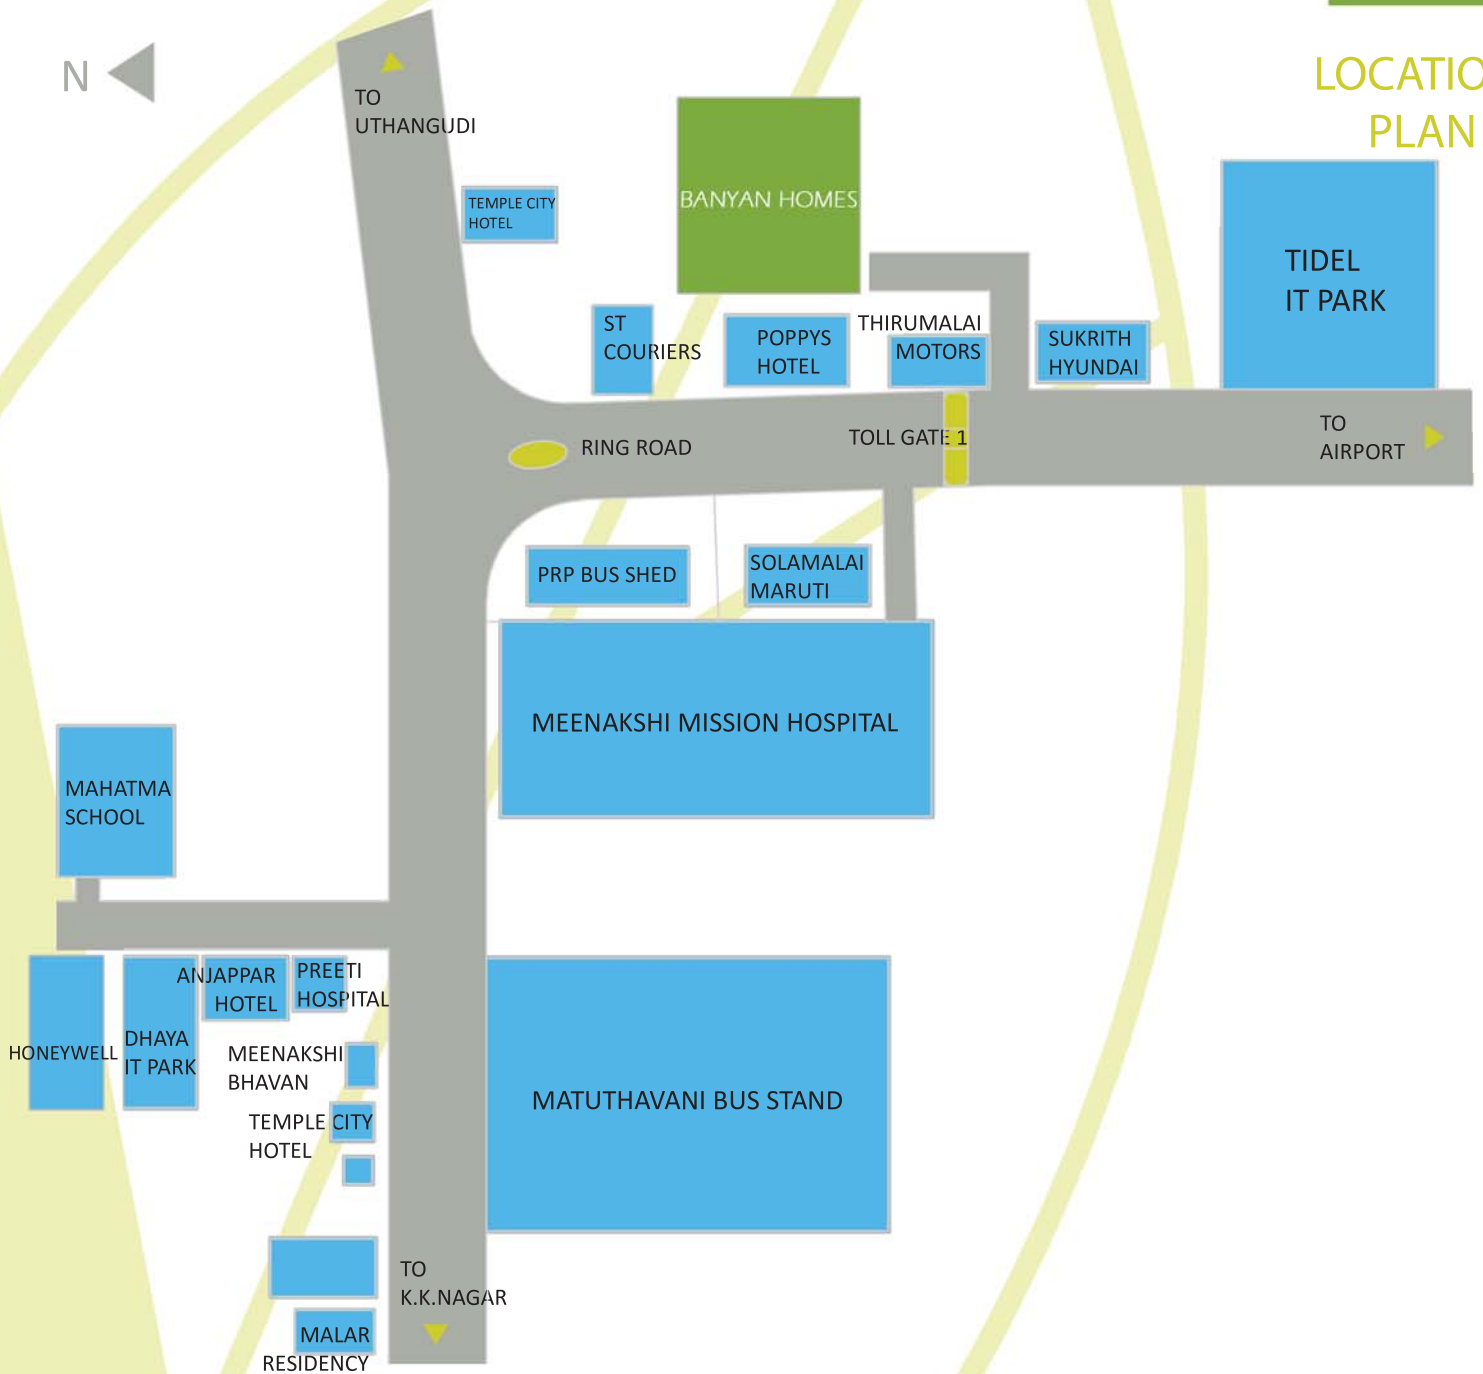 N
LOCATIO
PLAN
TO
UTHANGUDI
TEMPLE CITY
HOTEL
BANYAN HOMES
TIDEL
IT PARK
ST
COURIERS
POPPYS
HOTEL
THIRUMALAI
MOTORS
SUKRITH
HYUNDAI
RING ROAD
TOLL GATE 1
TO
AIRPORT
PRP BUS SHED
SOLAMALAI
MARUTI
MEENAKSHI MISSION HOSPITAL
MAHATMA
SCHOOL
HONEYWELL
DHAYA
IT PARK
ANJAPPAR
HOTEL
PREETI
HOSPITAL
MEENAKSHI
BHAVAN
TEMPLE CITY
HOTEL
MATUTHAVANI BUS STAND
TO
K.K.NAGAR
MALAR
RESIDENCY